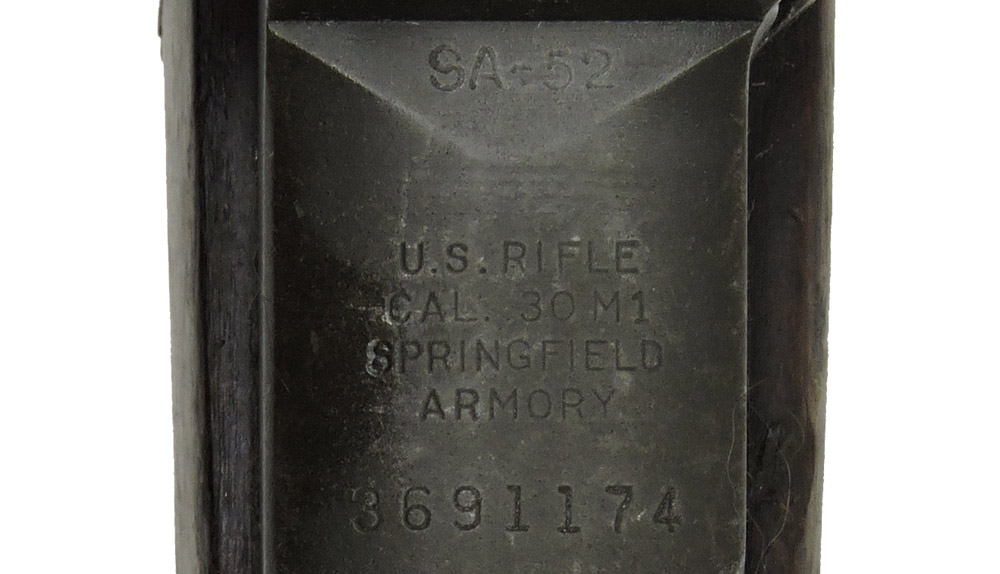 SA-52
U.S. RIFLE
CAL. 30 M1
SPRINGFIELD
ARMORY
3691174